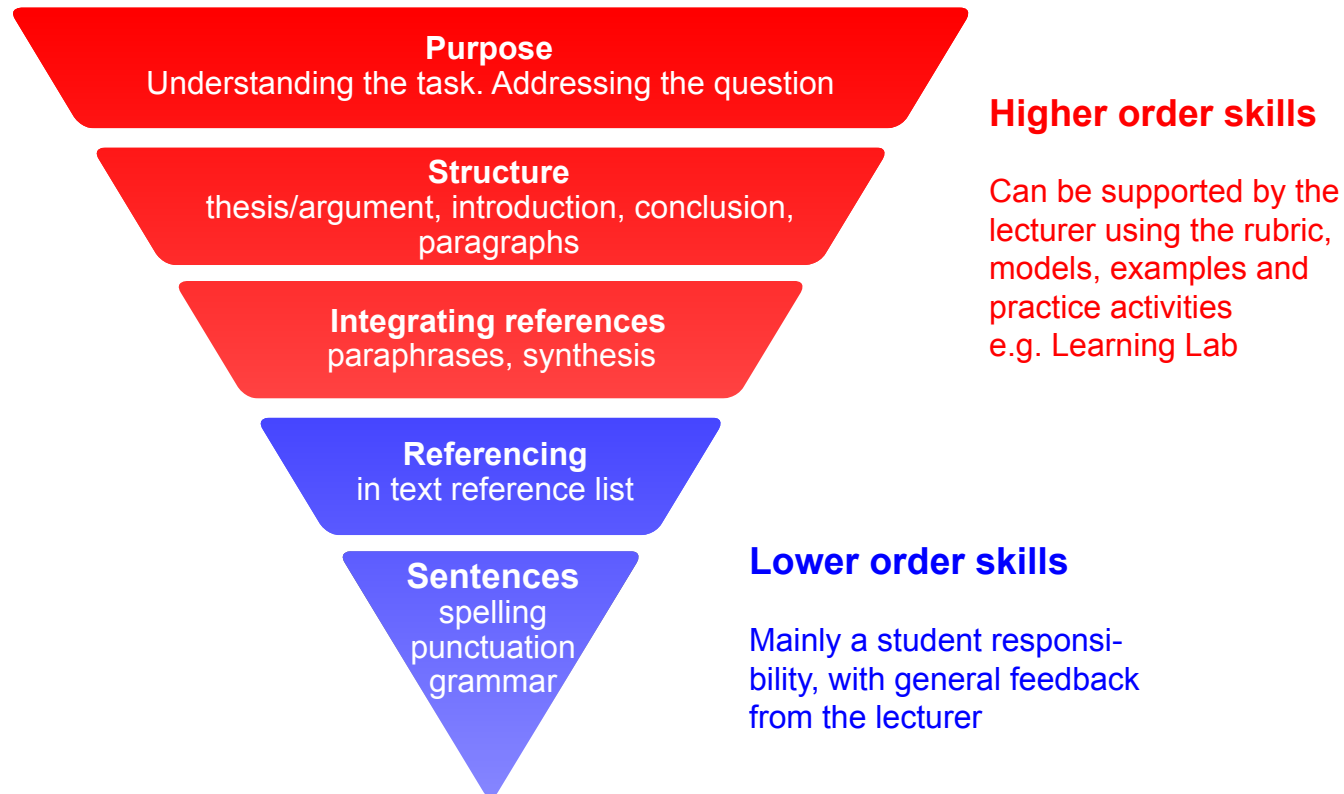 Purpose
Understanding the task. Addressing the question
Structure
thesis/argument, introduction, conclusion,
paragraphs
Integrating references
paraphrases, synthesis
Referencing
in text reference list
Sentences
spelling
punctuation
grammar
Higher order skills
Can be supported by the
lecturer using the rubric,
models, examples and
practice activities
e.g. Learning Lab
Lower order skills
Mainly a student responsi-
bility, with general feedback
from the lecturer